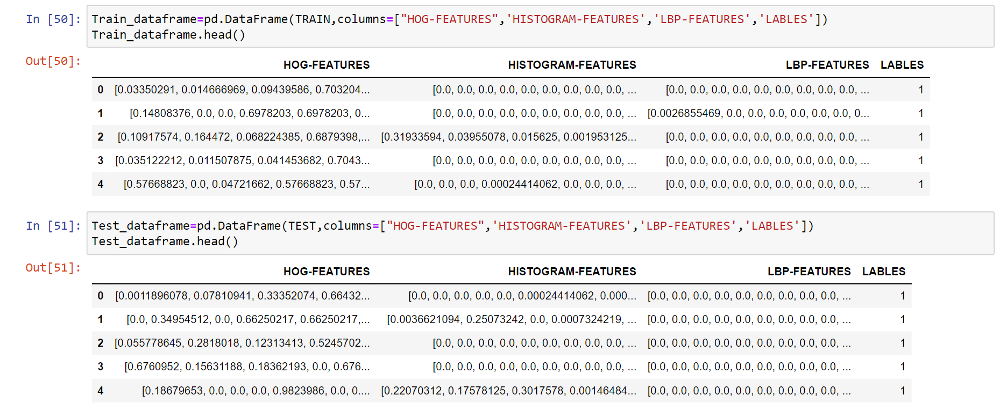 In [50]: Train_dataframe=pd.DataFrame(TRAIN,columns=["HOG-FEATURES",'HISTOGRAM-FEATURES','LBP-FEATURES','LABLES'])
Train_dataframe.head()
Out[50]:
HOG-FEATURES HISTOGRAM-FEATURES LBP-FEATURES LABLES
0 [0.03350291, 0.014666969, 0.09439586, 0.703204... [0.0, 0.0, 0.0, 0.0, 0.0, 0.0, 0.0, 0.0, 0.0, ... [0.0, 0.0, 0.0, 0.0, 0.0, 0.0, 0.0, 0.0, 0.0, ... 1
1 [0.14808376, 0.0, 0.0, 0.6978203, 0.6978203, 0... [0.0, 0.0, 0.0, 0.0, 0.0, 0.0, 0.0, 0.0, 0.0, ... [0.0026855469, 0.0, 0.0, 0.0, 0.0, 0.0, 0.0, 0... 1
2 [0.10917574, 0.164472, 0.068224385, 0.6879398,... [0.31933594, 0.03955078, 0.015625, 0.001953125... [0.0, 0.0, 0.0, 0.0, 0.0, 0.0, 0.0, 0.0, 0.0, ... 1
3 [0.035122212, 0.011507875, 0.041453682, 0.7043... [0.0, 0.0, 0.0, 0.0, 0.0, 0.0, 0.0, 0.0, 0.0, ... [0.0, 0.0, 0.0, 0.0, 0.0, 0.0, 0.0, 0.0, 0.0, ... 1
4 [0.57668823, 0.0, 0.04721662, 0.57668823, 0.57... [0.0, 0.0, 0.0, 0.00024414062, 0.0, 0.0, 0.0, ... [0.0, 0.0, 0.0, 0.0, 0.0, 0.0, 0.0, 0.0, 0.0, ... 1
In [51]: Test_dataframe=pd.DataFrame(TEST,columns=["HOG-FEATURES",'HISTOGRAM-FEATURES','LBP-FEATURES','LABLES'])
Test_dataframe.head()
Out[51]:
HOG-FEATURES HISTOGRAM-FEATURES LBP-FEATURES LABLES
0 [0.0011896078, 0.07810941, 0.33352074, 0.66432... [0.0, 0.0, 0.0, 0.0, 0.0, 0.00024414062, 0.000... [0.0, 0.0, 0.0, 0.0, 0.0, 0.0, 0.0, 0.0, 0.0, ... 1
1 [0.0, 0.34954512, 0.0, 0.66250217, 0.66250217,... [0.0036621094, 0.25073242, 0.0, 0.0007324219, ... [0.0, 0.0, 0.0, 0.0, 0.0, 0.0, 0.0, 0.0, 0.0, ... 1
2 [0.055778645, 0.2818018, 0.12313413, 0.5245702... [0.0, 0.0, 0.0, 0.0, 0.0, 0.0, 0.0, 0.0, 0.0, ... [0.0, 0.0, 0.0, 0.0, 0.0, 0.0, 0.0, 0.0, 0.0, ... 1
3 [0.6760952, 0.15631188, 0.18362193, 0.0, 0.676... [0.0, 0.0, 0.0, 0.0, 0.0, 0.0, 0.0, 0.0, 0.0, ... [0.0, 0.0, 0.0, 0.0, 0.0, 0.0, 0.0, 0.0, 0.0, ... 1
4 [0.18679653, 0.0, 0.0, 0.0, 0.9823986, 0.0, 0.... [0.22070312, 0.17578125, 0.3017578, 0.00146484... [0.0, 0.0, 0.0, 0.0, 0.0, 0.0, 0.0, 0.0, 0.0, ... 1